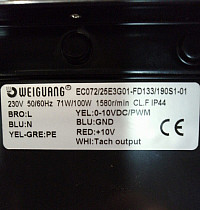 WEIGUANG EC072/25E3G01-FD133/190S1-01
230V 50/60Hz 71W/100W 1580r/min CL.F IP44
BRO:L YEL:0-10VDC/PWM
BLU:N BLU:GND
YEL-GRE:PE RED:+10V
WHI:Tach output